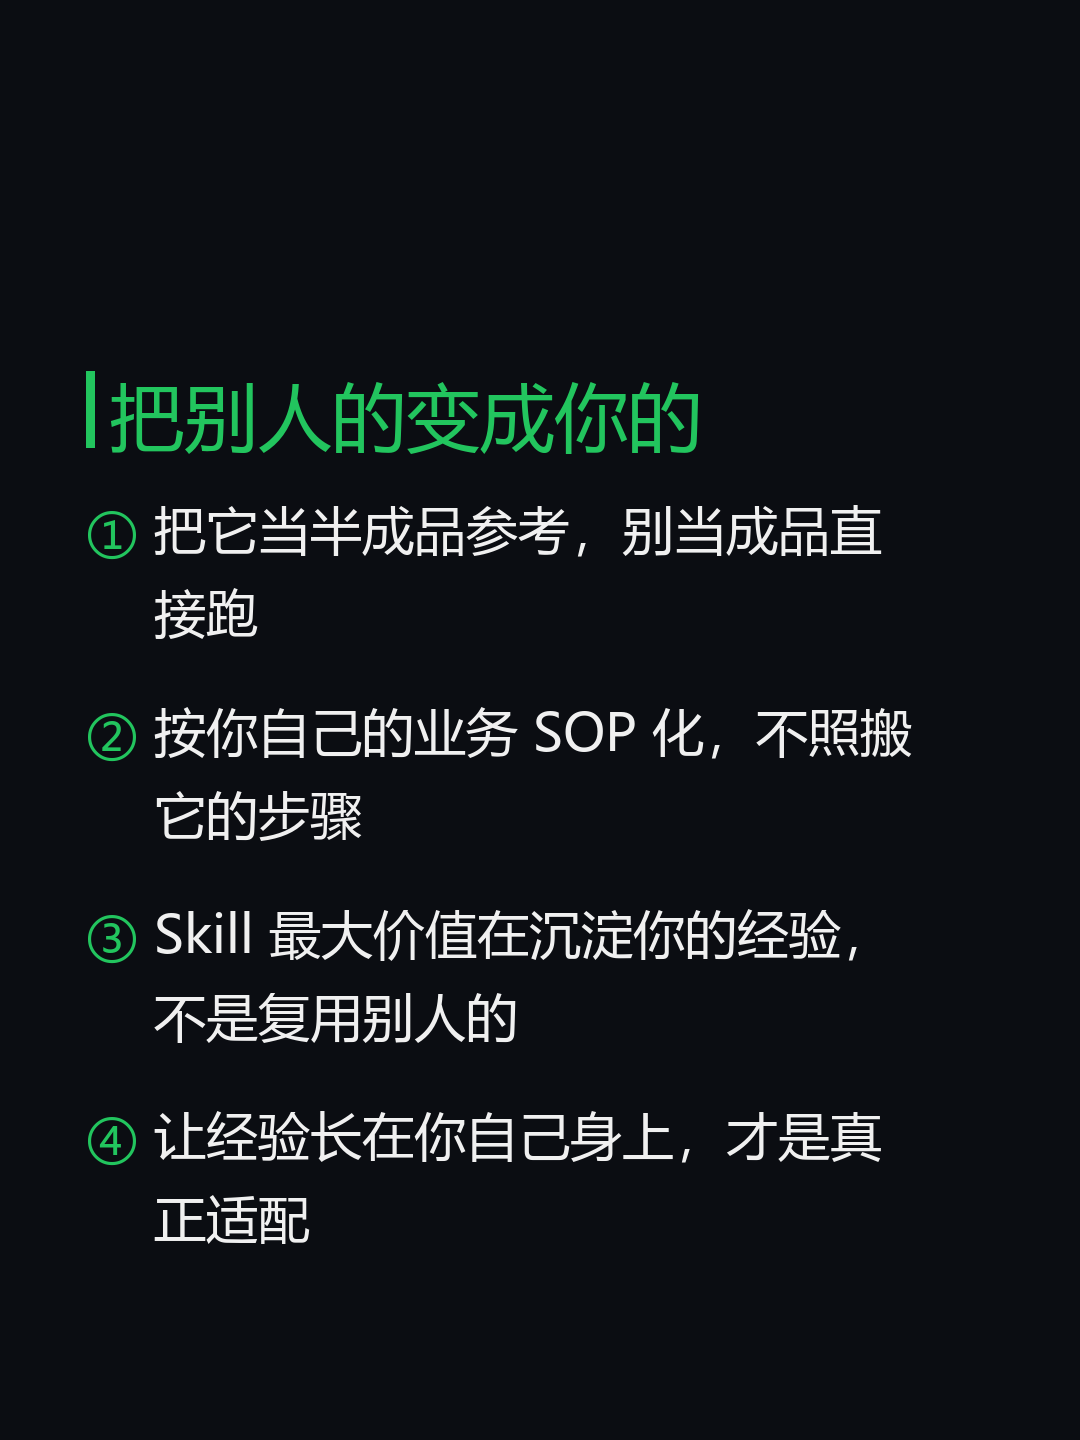 把别人的变成你的
① 把它当半成品参考，别当成品直
接跑
② 按你自己的业务 SOP 化，不照搬
它的步骤
③ Skill 最大价值在沉淀你的经验，
不是复用别人的
④ 让经验长在你自己身上，才是真
正适配